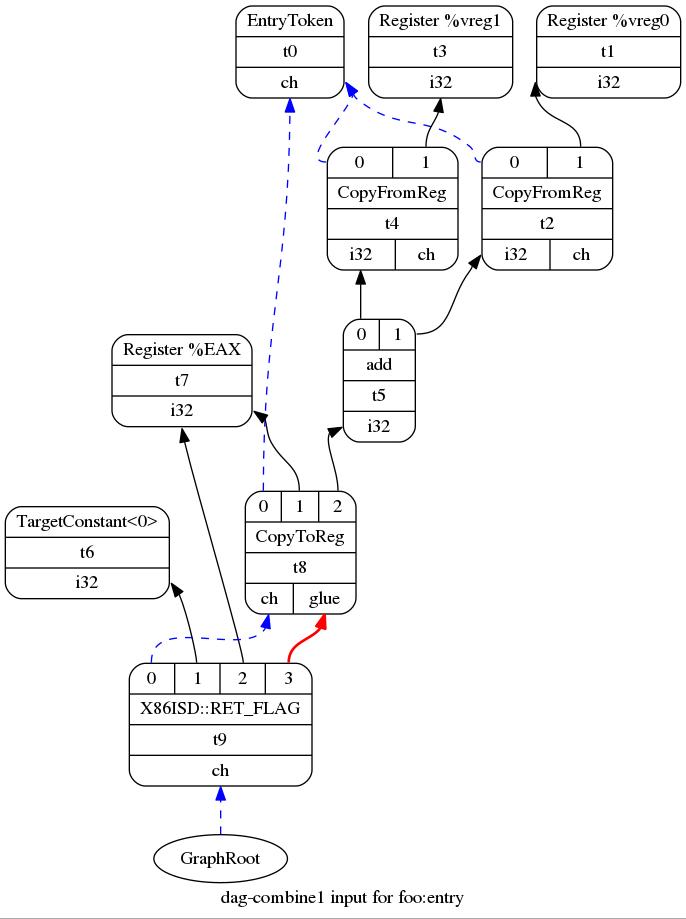 EntryToken
t0
ch
Register %vreg1
t3
i32
Register %vreg0
t1
i32
0 1
CopyFromReg
t4
i32 ch
0 1
CopyFromReg
t2
i32 ch
0 1
add
t5
i32
Register %EAX
t7
i32
0 1 2
CopyToReg
t8
ch glue
TargetConstant<0>
t6
i32
0 1 2 3
X86ISD::RET_FLAG
t9
ch
GraphRoot
dag-combine1 input for foo:entry